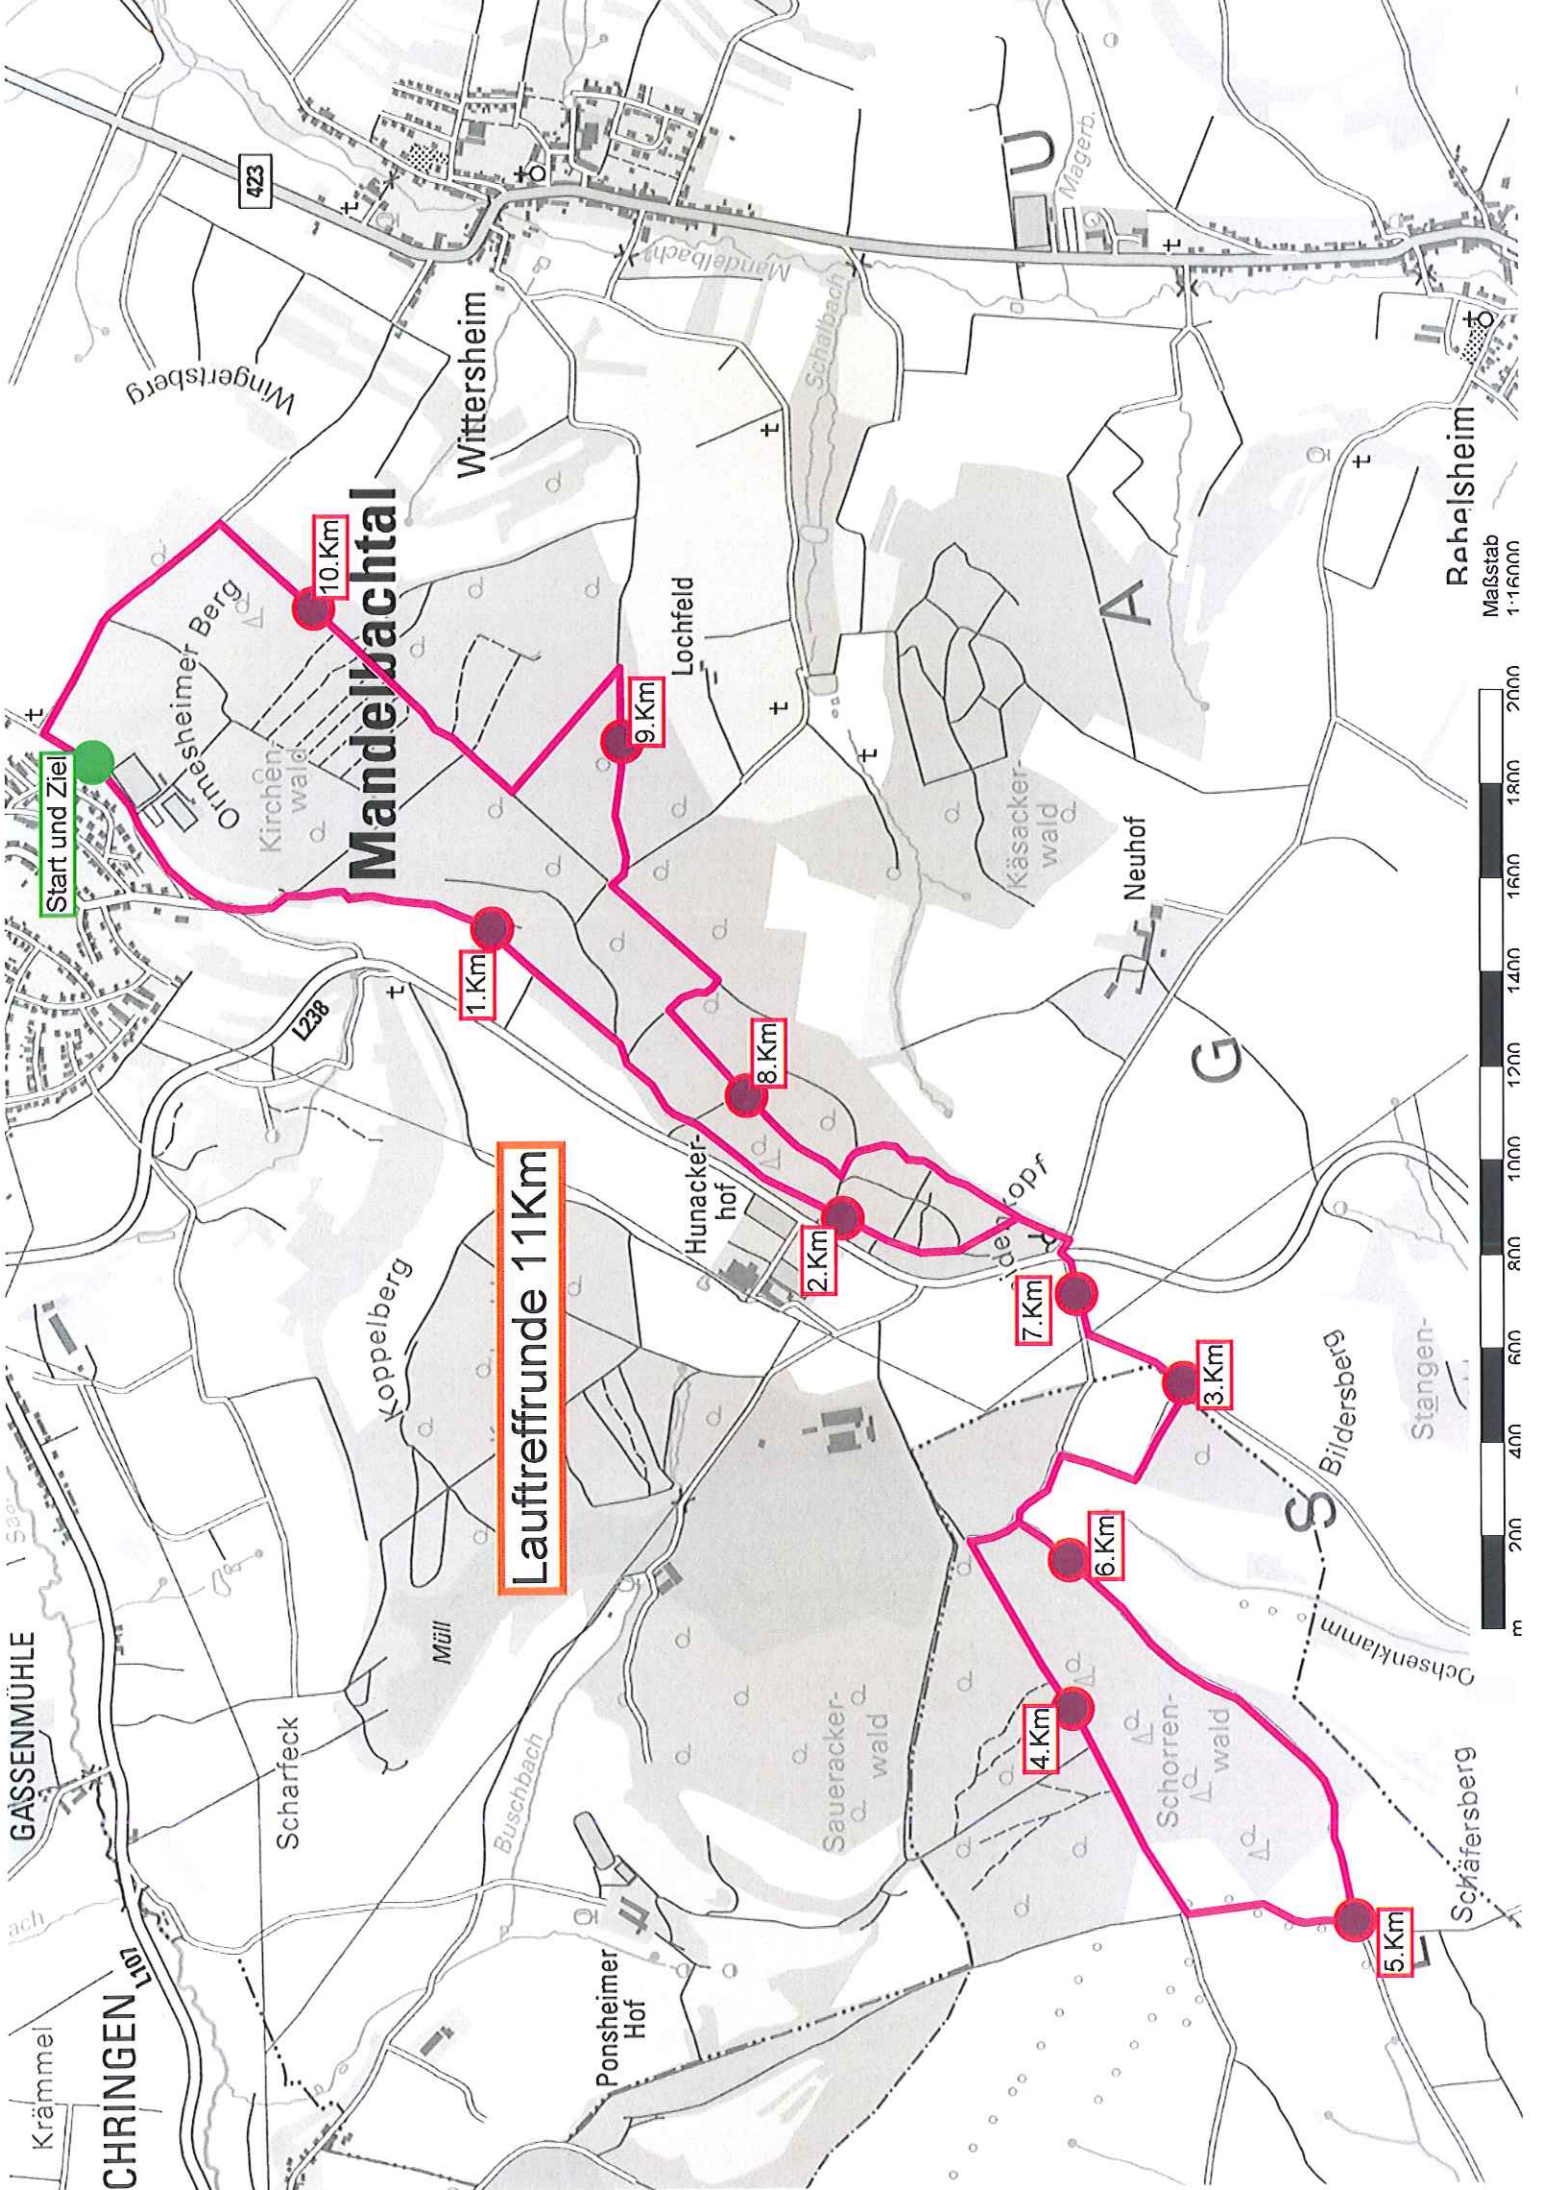 Krämmel
CHRINGEN
L107
ach
GASSENMÜHLE
Scharfeck
Ponsheimer
Hof
Buschbach
Müll
Koppelberg
Lauftreffrunde 11Km
L238
Start und Ziel
Ormesheimer Berg
Kirchen-
wald
Mandelbachtal
Wingertsberg
423
Wittersheim
Mandelbach
Schalbach
Lochfeld
1.Km
Hunacker-
hof
2.Km
8.Km
9.Km
10.Km
7.Km
3.Km
6.Km
4.Km
5.Km
Saueracker-
wald
Schorren-
wald
Schäfersberg
Ochsenklamm
Bildersberg
Stangen-
Neuhof
Käsacker-
wald
Magerb.
S
A
G
U
Maßstab
1:16000
m 200 400 600 800 1000 1200 1400 1600 1800 2000